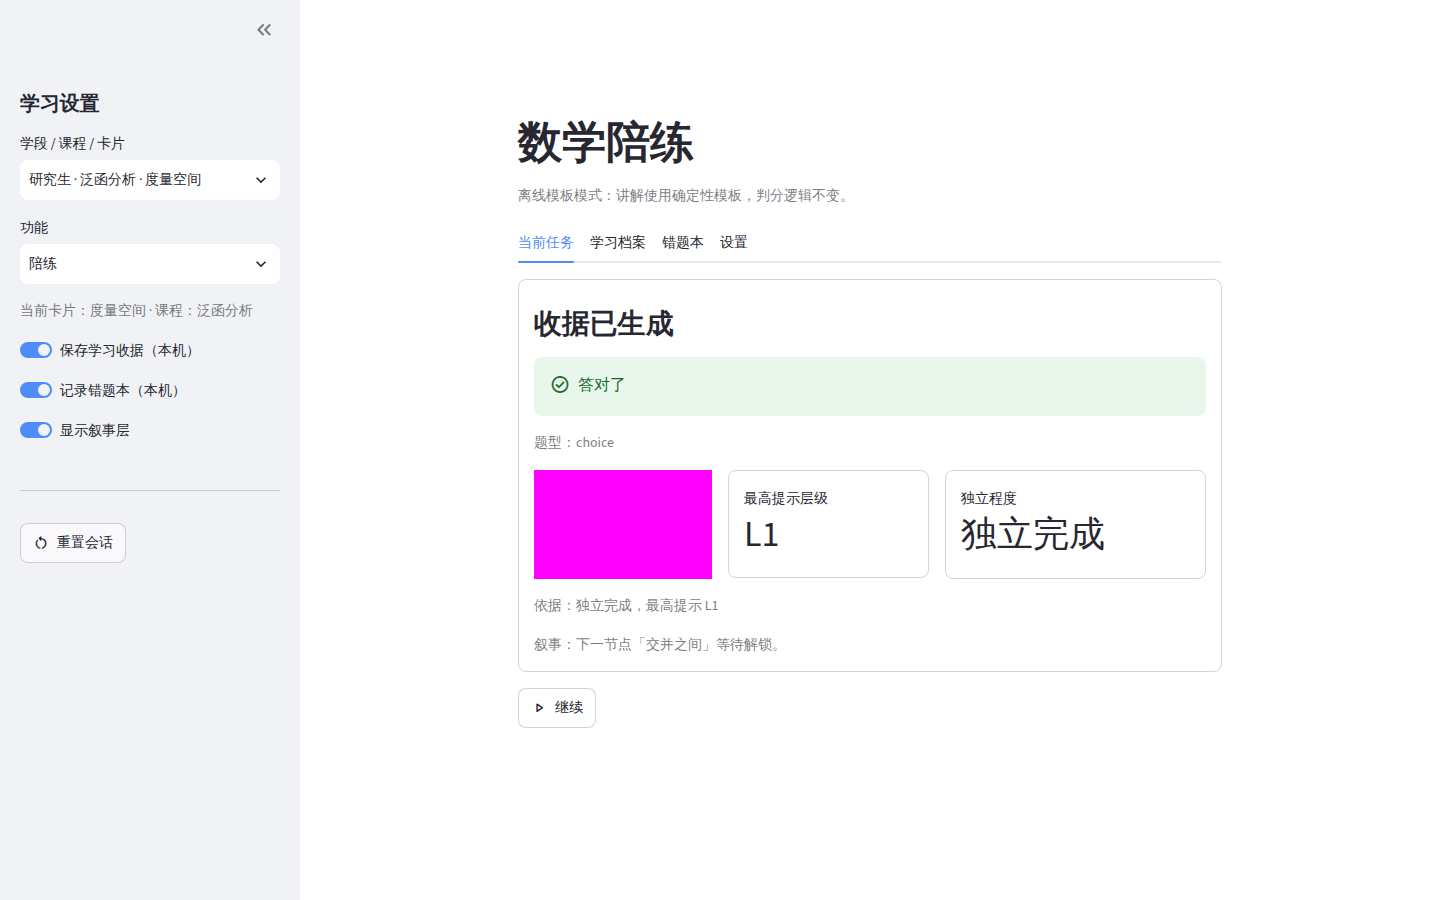 学习设置
学段 / 课程 / 卡片
研究生 · 泛函分析 · 度量空间
功能
陪练
当前卡片：度量空间 · 课程：泛函分析
保存学习收据（本机）
记录错题本（本机）
显示叙事层
重置会话
数学陪练
离线模板模式：讲解使用确定性模板，判分逻辑不变。
当前任务 学习档案 错题本 设置
收据已生成
答对了
题型：choice
最高提示层级
L1
独立程度
独立完成
依据：独立完成，最高提示 L1
叙事：下一节点「交并之间」等待解锁。
继续